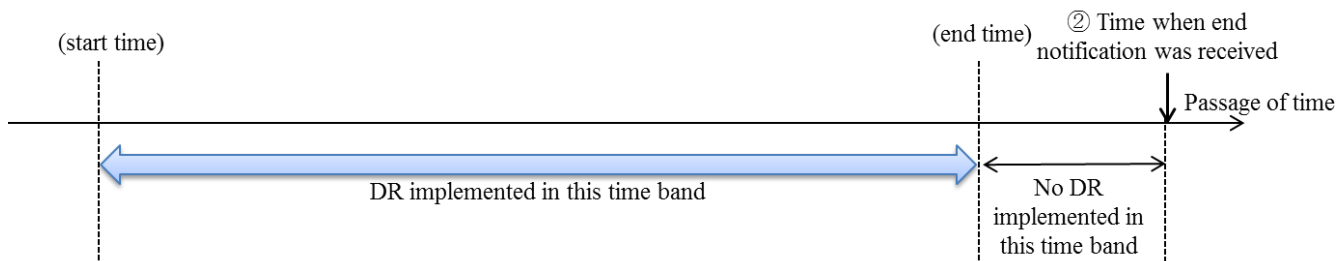 ② Time when end
notification was received
(start time)
(end time)
Passage of time
DR implemented in this time band
No DR
implemented in
this time band